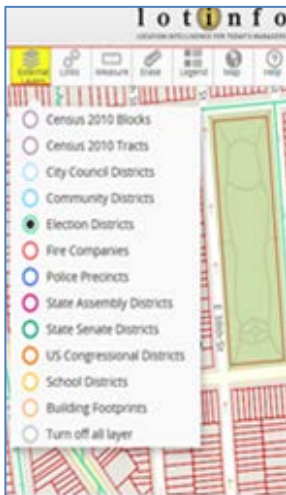 lotinfo
LOCATION INTELLIGENCE FOR TODAY'S MANAGERS
External Layers
Links
Measure
Erase
Legend
Map
Help
Census 2010 Blocks
Census 2010 Tracts
City Council Districts
Community Districts
Election Districts
Fire Companies
Police Precincts
State Assembly Districts
State Senate Districts
US Congressional Districts
School Districts
Building Footprints
Turn off all layer